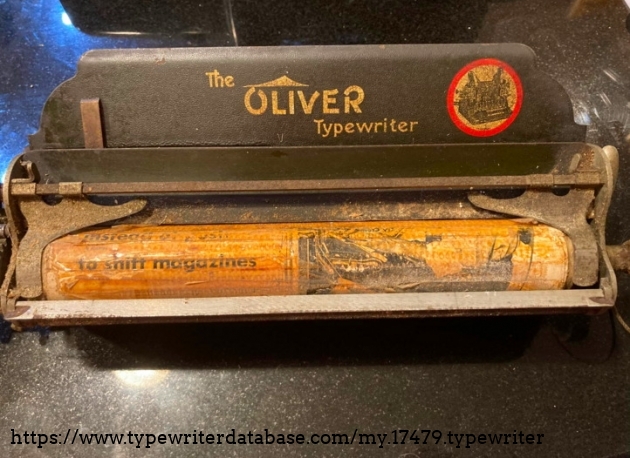 The
OLIVER
Typewriter
to shift magazines
https://www.typewriterdatabase.com/my.17479.typewriter